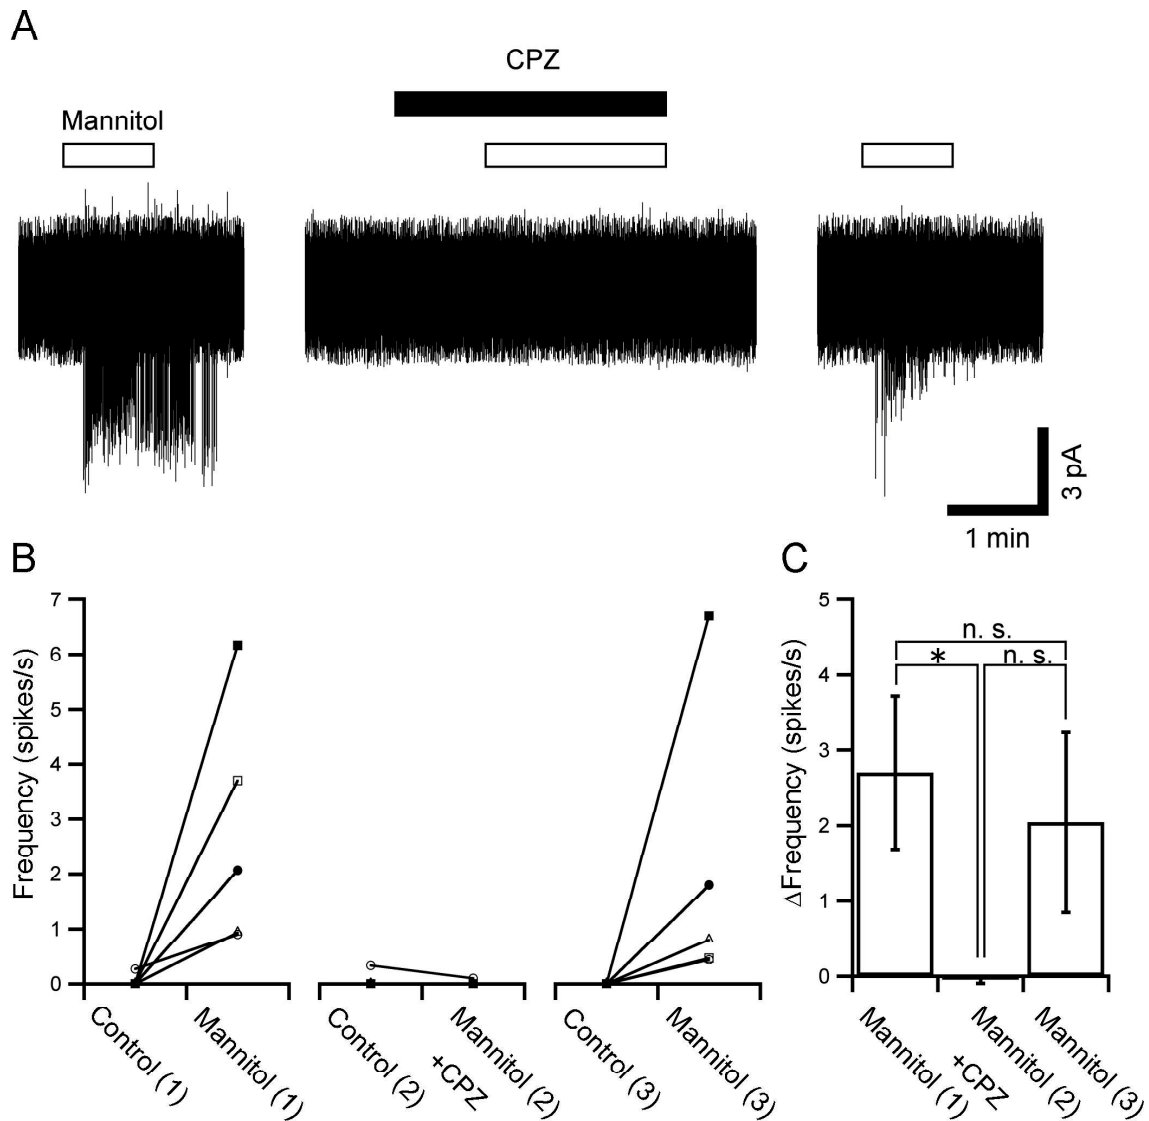 A
CPZ
Mannitol
3 pA
1 min
B
Frequency (spikes/s)
7
6
5
4
3
2
1
0
Control (1)
Mannitol (1)
Control (2)
Mannitol (2)
+CPZ
Control (3)
Mannitol (3)
C
ΔFrequency (spikes/s)
5
4
3
2
1
0
n. s.
* n. s.
Mannitol (1)
Mannitol (2)
+CPZ
Mannitol (3)